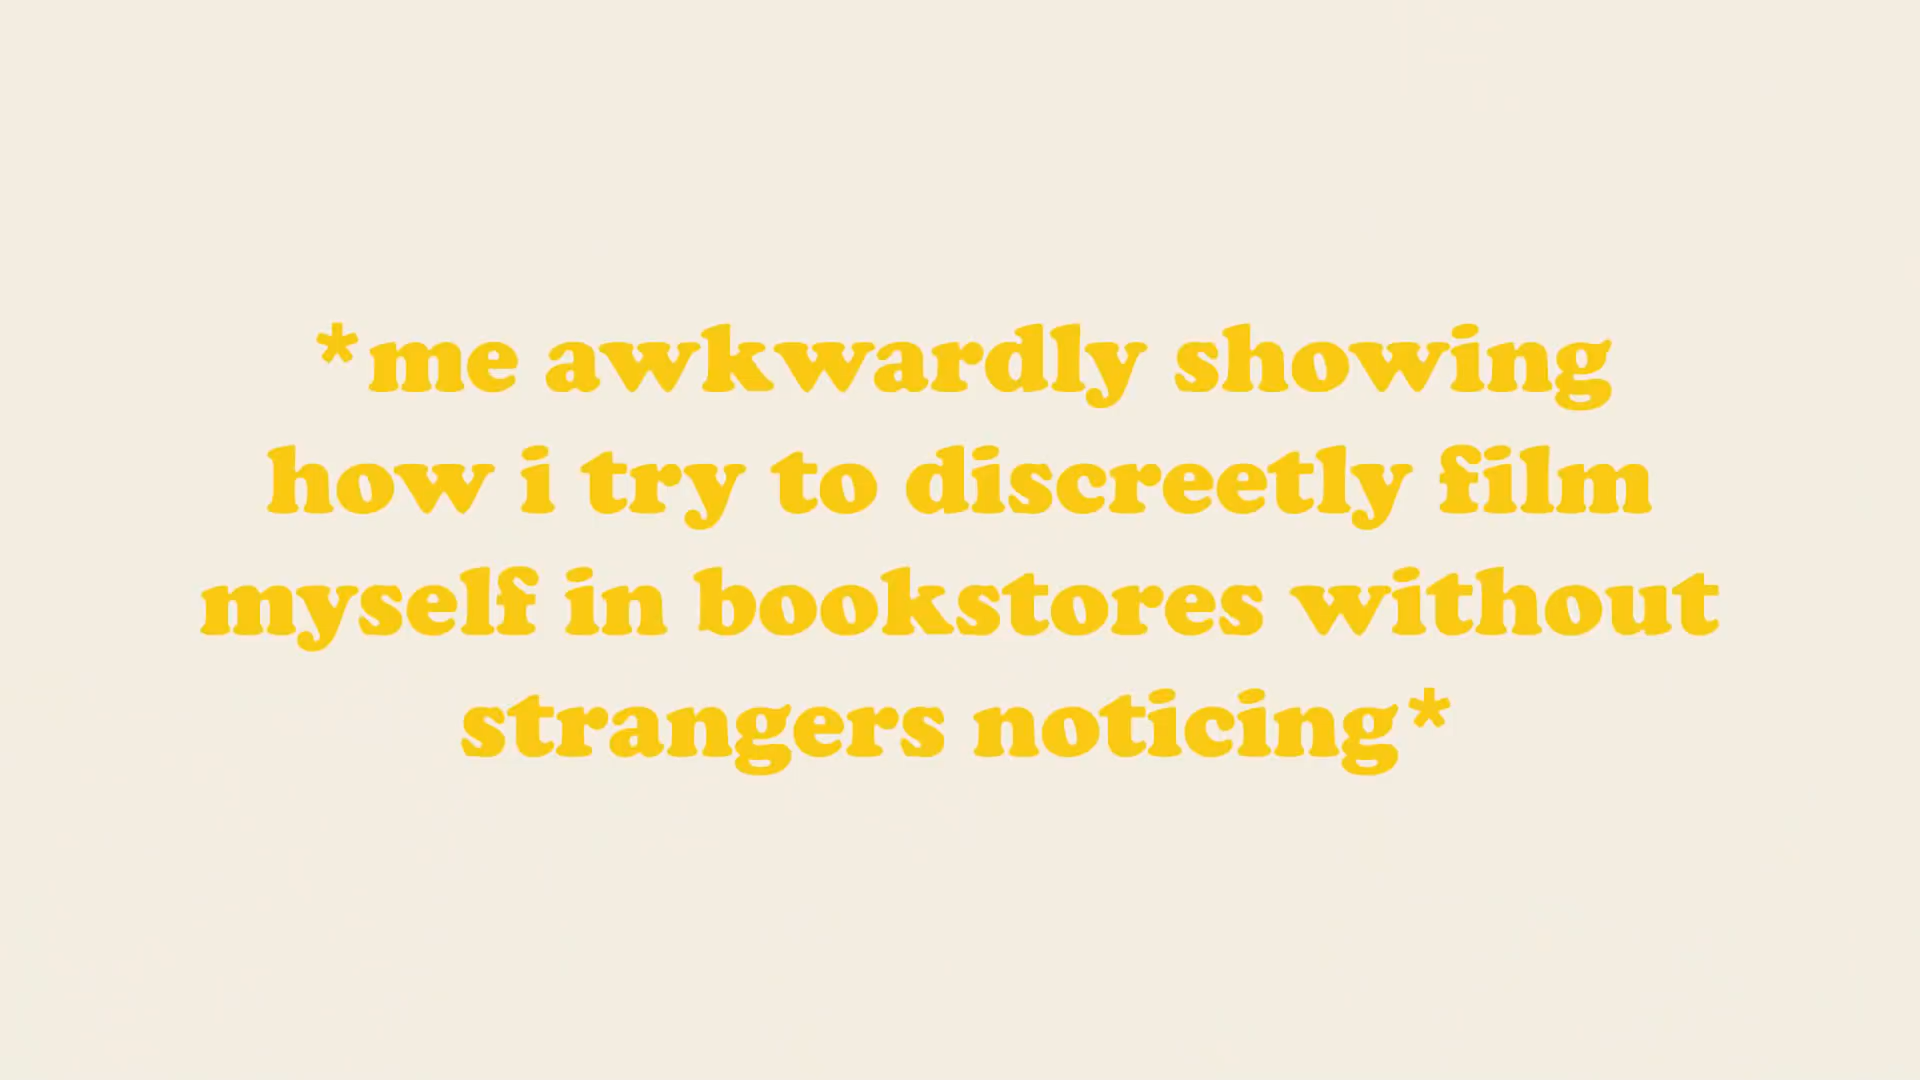 *me awkwardly showing
how i try to discreetly film
myself in bookstores without
strangers noticing*